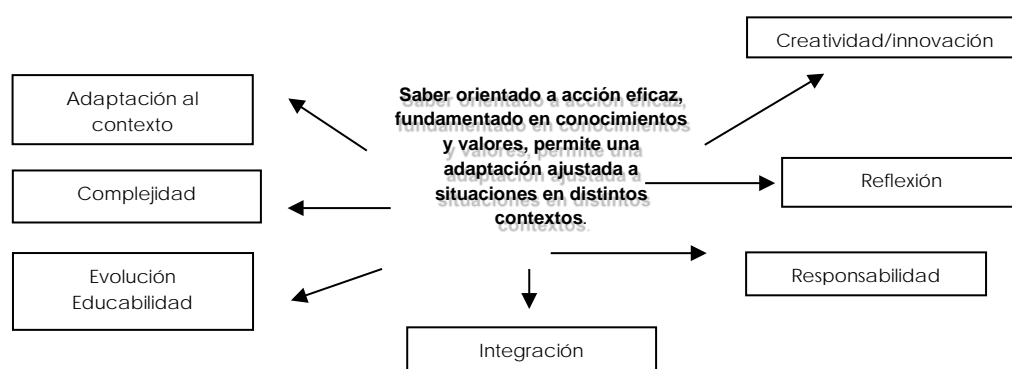 Creatividad/innovación
Adaptación al
contexto
Saber orientado a acción eficaz,
fundamentado en conocimientos
y valores, permite una
adaptación ajustada a
situaciones en distintos
contextos.
Complejidad
Reflexión
Evolución
Educabilidad
Responsabilidad
Integración